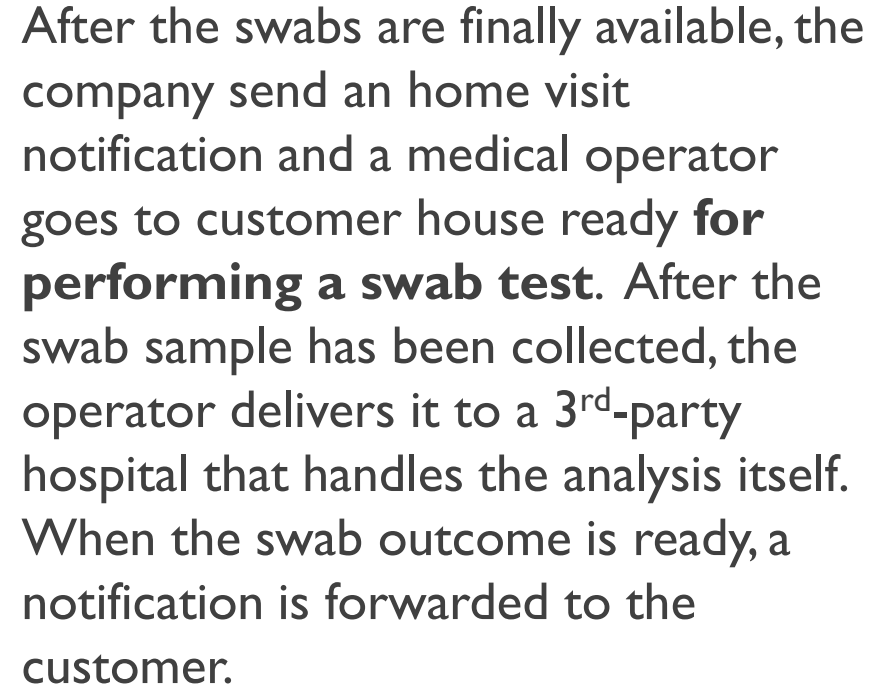 After the swabs are finally available, the
company send an home visit
notification and a medical operator
goes to customer house ready for
performing a swab test. After the
swab sample has been collected, the
operator delivers it to a 3rd-party
hospital that handles the analysis itself.
When the swab outcome is ready, a
notification is forwarded to the
customer.